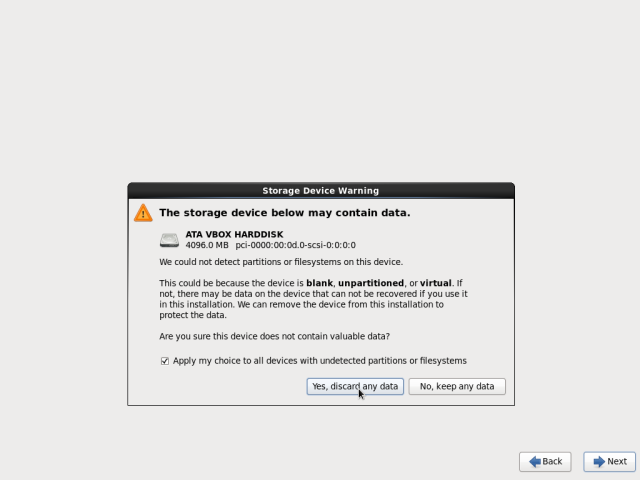 Storage Device Warning
The storage device below may contain data.
ATA VBOX HARDDISK
4096.0 MB pci-0000:00:0d.0-scsi-0:0:0:0
We could not detect partitions or filesystems on this device.
This could be because the device is blank, unpartitioned, or virtual. If
not, there may be data on the device that can not be recovered if you use it
in this installation. We can remove the device from this installation to
protect the data.
Are you sure this device does not contain valuable data?
Apply my choice to all devices with undetected partitions or filesystems
Yes, discard any data
No, keep any data
Back
Next